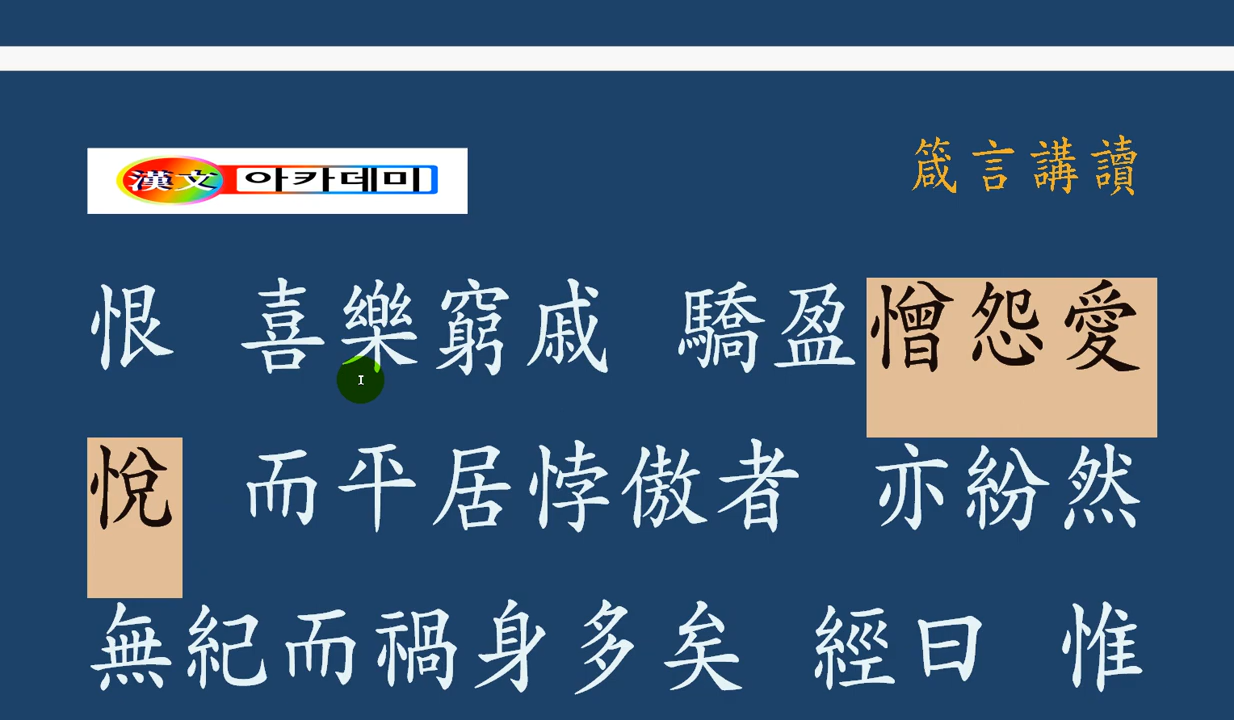 漢文 아카데미
箴言講讀
恨 喜樂窮戚 驕盈憎怨愛
悅 而平居悖傲者 亦紛然
無紀而禍身多矣 經曰 惟